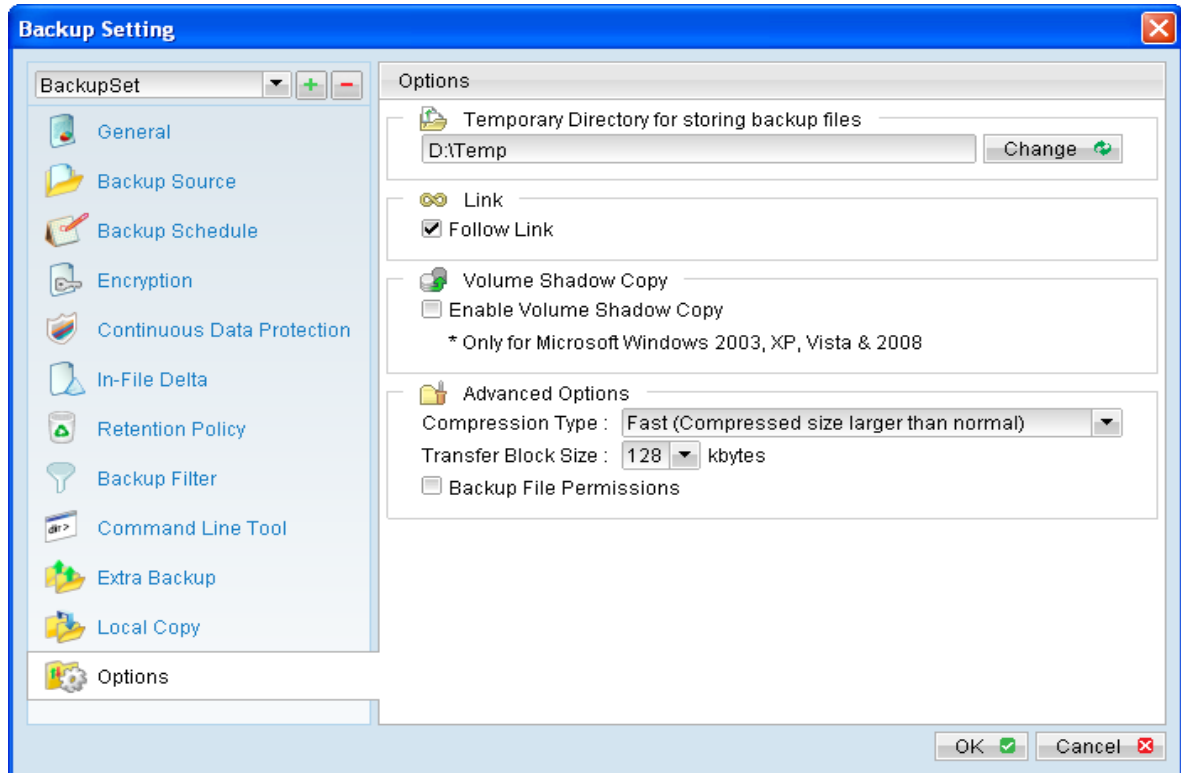 Backup Setting
BackupSet
General
Backup Source
Backup Schedule
Encryption
Continuous Data Protection
In-File Delta
Retention Policy
Backup Filter
dir>
Command Line Tool
Extra Backup
Local Copy
Options
Options
Temporary Directory for storing backup files
D:\Temp
Change
Link
Follow Link
Volume Shadow Copy
Enable Volume Shadow Copy
* Only for Microsoft Windows 2003, XP, Vista & 2008
Advanced Options
Compression Type : Fast (Compressed size larger than normal)
Transfer Block Size : 128 kbytes
Backup File Permissions
OK
Cancel